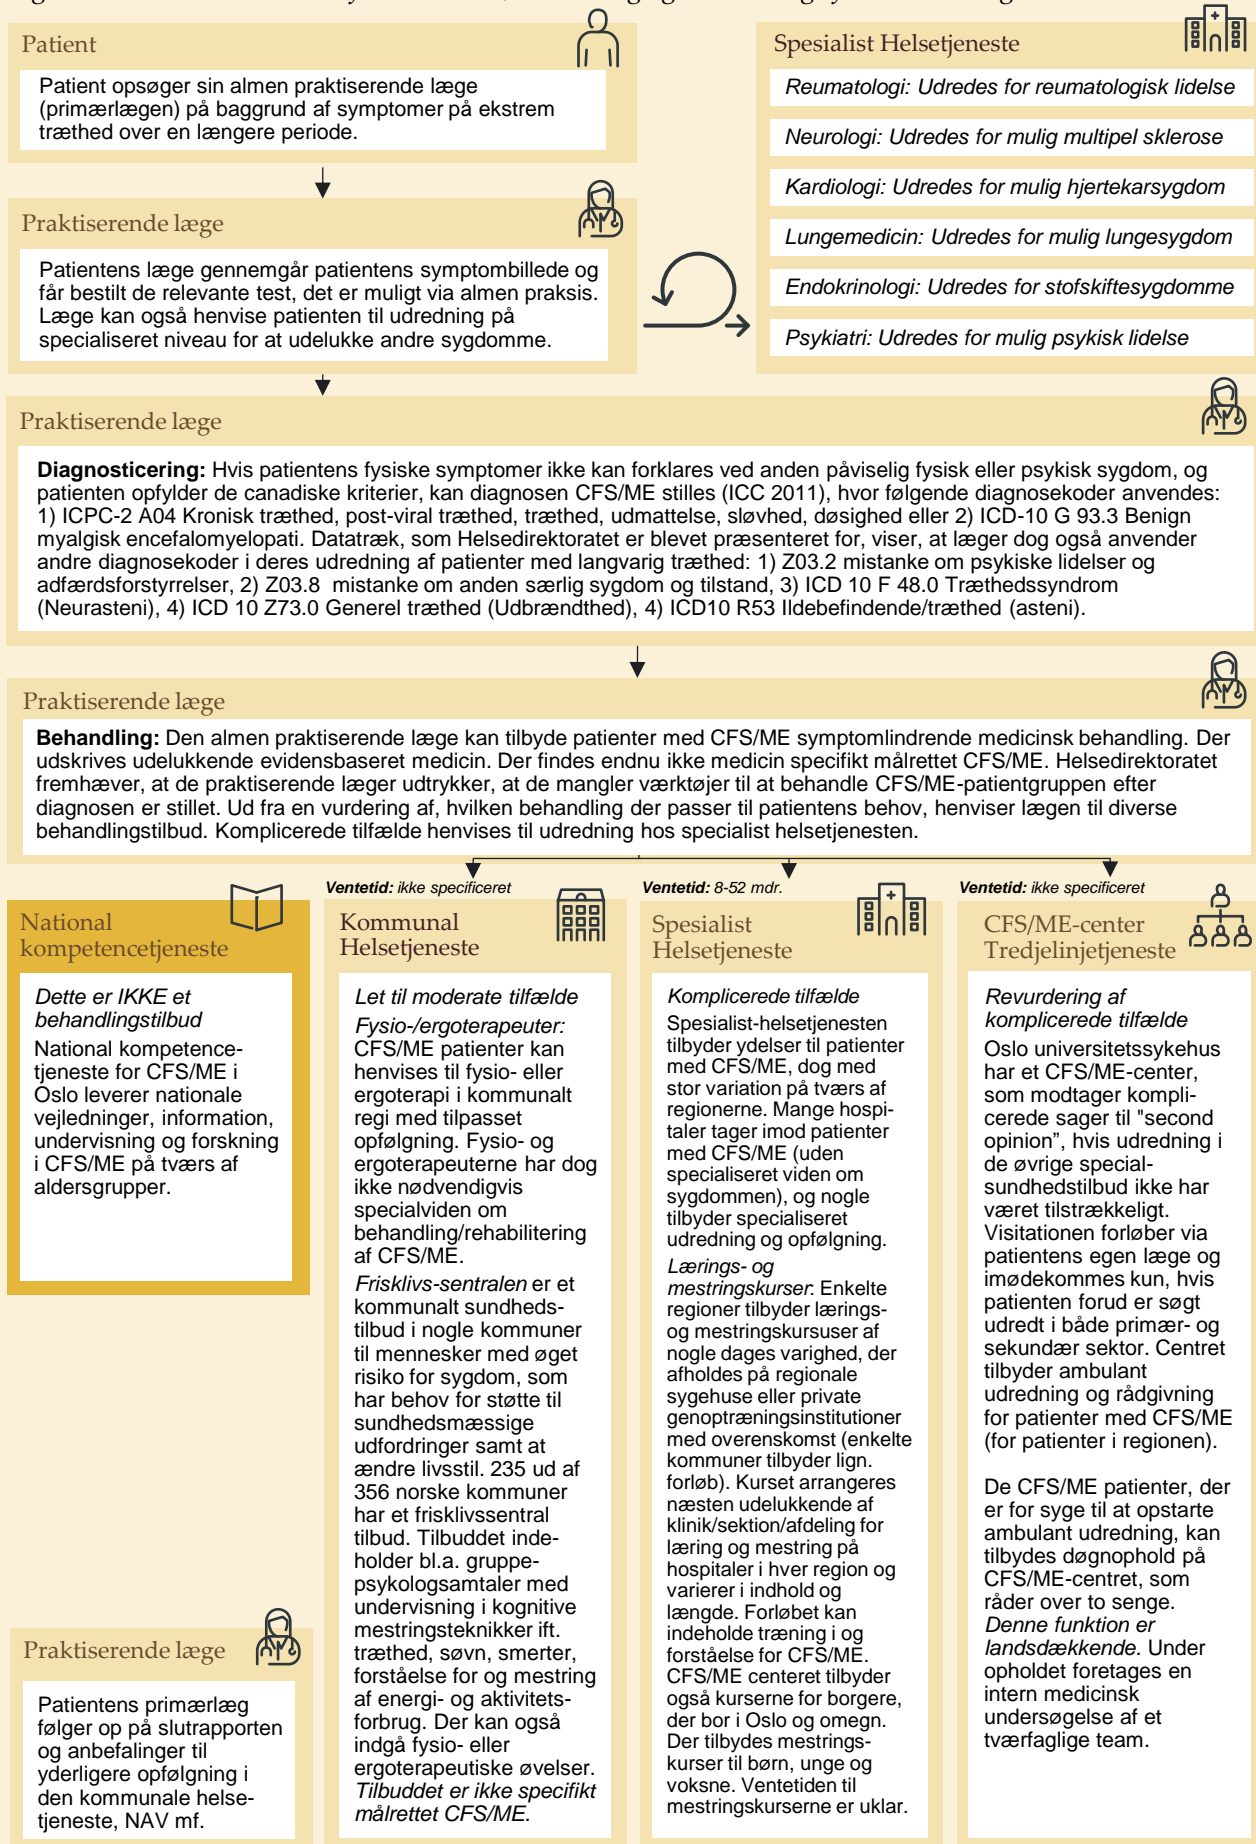 Patient
Patient opsøger sin almen praktiserende læge
(primærlægen) på baggrund af symptomer på ekstrem
træthed over en længere periode.
Spesialist Helsetjeneste
Reumatologi: Udredes for reumatologisk lidelse
Neurologi: Udredes for mulig multipel sklerose
Kardiologi: Udredes for mulig hjertekarsygdom
Lungemedicin: Udredes for mulig lungesygdom
Endokrinologi: Udredes for stofskiftesygdomme
Psykiatri: Udredes for mulig psykisk lidelse
Praktiserende læge
Patientens læge gennemgår patientens symptombillede og
får bestilt de relevante test, det er muligt via almen praksis.
Læge kan også henvise patienten til udredning på
specialiseret niveau for at udelukke andre sygdomme.
Praktiserende læge
Diagnosticering: Hvis patientens fysiske symptomer ikke kan forklares ved anden påviselig fysisk eller psykisk sygdom, og
patienten opfylder de canadiske kriterier, kan diagnosen CFS/ME stilles (ICC 2011), hvor følgende diagnosekoder anvendes:
1) ICPC-2 A04 Kronisk træthed, post-viral træthed, træthed, udmattelse, sløvhed, døsighed eller 2) ICD-10 G 93.3 Benign
myalgisk encefalomyelopati. Datatræk, som Helsedirektoratet er blevet præsenteret for, viser, at læger dog også anvender
andre diagnosekoder i deres udredning af patienter med langvarig træthed: 1) Z03.2 mistanke om psykiske lidelser og
adfærdsforstyrrelser, 2) Z03.8  mistanke om anden særlig sygdom og tilstand, 3) ICD 10 F 48.0 Træthedssyndrom
(Neurasteni), 4) ICD 10 Z73.0 Generel træthed (Udbrændthed), 4) ICD10 R53 Ildebefindende/træthed (asteni).
Praktiserende læge
Behandling: Den almen praktiserende læge kan tilbyde patienter med CFS/ME symptomlindrende medicinsk behandling. Der
udskrives udelukkende evidensbaseret medicin. Der findes endnu ikke medicin specifikt målrettet CFS/ME. Helsedirektoratet
fremhæver, at de praktiserende læger udtrykker, at de mangler værktøjer til at behandle CFS/ME-patientgruppen efter
diagnosen er stillet. Ud fra en vurdering af, hvilken behandling der passer til patientens behov, henviser lægen til diverse
behandlingstilbud. Komplicerede tilfælde henvises til udredning hos specialist helsetjenesten.
National
kompetencetjeneste
Dette er IKKE et
behandlingstilbud
National kompetence-
tjeneste for CFS/ME i
Oslo leverer nationale
vejledninger, information,
undervisning og forskning
i CFS/ME på tværs af
aldersgrupper.
Praktiserende læge
Patientens primærlæg
følger op på slutrapporten
og anbefalinger til
yderligere opfølgning i
den kommunale helse-
tjeneste, NAV mf.
Ventetid: ikke specificeret
Kommunal
Helsetjeneste
Let til moderate tilfælde
Fysio-/ergoterapeuter:
CFS/ME patienter kan
henvises til fysio- eller
ergoterapi i kommunalt
regi med tilpasset
opfølgning. Fysio- og
ergoterapeuterne har dog
ikke nødvendigvis
specialviden om
behandling/rehabilitering
af CFS/ME.
Frisklivs-sentralen er et
kommunalt sundheds-
tilbud i nogle kommuner
til mennesker med øget
risiko for sygdom, som
har behov for støtte til
sundhedsmæssige
udfordringer samt at
ændre livsstil. 235 ud af
356 norske kommuner
har et frisklivssentral
tilbud. Tilbuddet inde-
holder bl.a. gruppe-
psykologsamtaler med
undervisning i kognitive
mestringsteknikker ift.
træthed, søvn, smerter,
forståelse for og mestring
af energi- og aktivitets-
forbrug. Der kan også
indgå fysio- eller
ergoterapeutiske øvelser.
Tilbuddet er ikke specifikt
målrettet CFS/ME.
Ventetid: 8-52 mdr.
Spesialist
Helsetjeneste
Komplicerede tilfælde
Spesialist-helsetjenesten
tilbyder ydelser til patienter
med CFS/ME, dog med
stor variation på tværs af
regionerne. Mange hospi-
taler tager imod patienter
med CFS/ME (uden
specialiseret viden om
sygdommen), og nogle
tilbyder specialiseret
udredning og opfølgning.
Lærings- og
mestringskurser: Enkelte
regioner tilbyder lærings-
og mestringskursuser af
nogle dages varighed, der
afholdes på regionale
sygehuse eller private
genoptræningsinstitutioner
med overenskomst (enkelte
kommuner tilbyder lign.
forløb). Kurset arrangeres
næsten udelukkende af
klinik/sektion/afdeling for
læring og mestring på
hospitaler i hver region og
varierer i indhold og
længde. Forløbet kan
indeholde træning i og
forståelse for CFS/ME.
CFS/ME centeret tilbyder
også kurserne for borgere,
der bor i Oslo og omegn.
Der tilbydes mestrings-
kurser til børn, unge og
voksne. Ventetiden til
mestringskurserne er uklar.
Ventetid: ikke specificeret
CFS/ME-center
Tredjelinjetjeneste
Revurdering af
komplicerede tilfælde
Oslo universitetssykehus
har et CFS/ME-center,
som modtager kompli-
cerede sager til "second
opinion”, hvis udredning i
de øvrige special-
sundhedstilbud ikke har
været tilstrækkeligt.
Visitationen forløber via
patientens egen læge og
imødekommes kun, hvis
patienten forud er søgt
udredt i både primær- og
sekundær sektor. Centret
tilbyder ambulant
udredning og rådgivning
for patienter med CFS/ME
(for patienter i regionen).
De CFS/ME patienter, der
er for syge til at opstarte
ambulant udredning, kan
tilbydes døgnophold på
CFS/ME-centret, som
råder over to senge.
Denne funktion er
landsdækkende. Under
opholdet foretages en
intern medicinsk
undersøgelse af et
tværfaglige team.